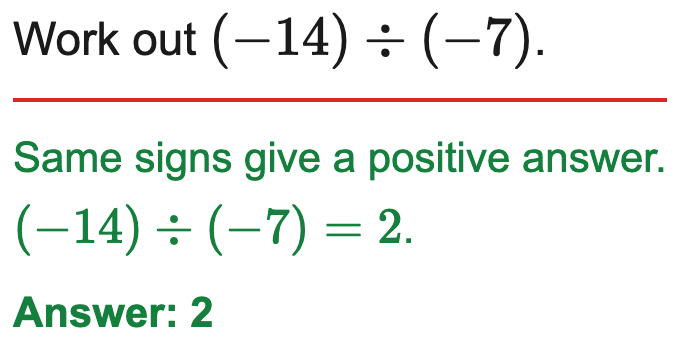 Work out (−14) ÷ (−7).
Same signs give a positive answer.
(−14) ÷ (−7) = 2.
Answer: 2